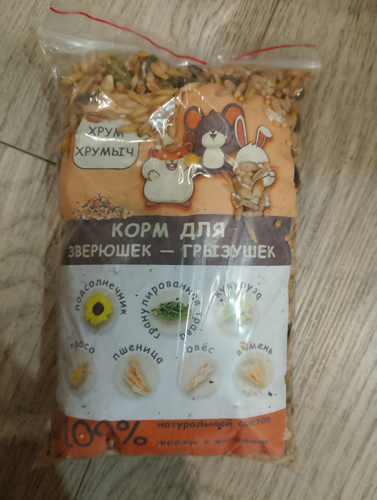 ХРУМ
ХРУМЫЧ
КОРМ ДЛЯ
ЗВЕРЮШЕК – ГРЫЗУШЕК
подсолнечник
гранулированная трава
кукуруза
просо
пшеница
овёс
ячмень
100%
натуральный состав